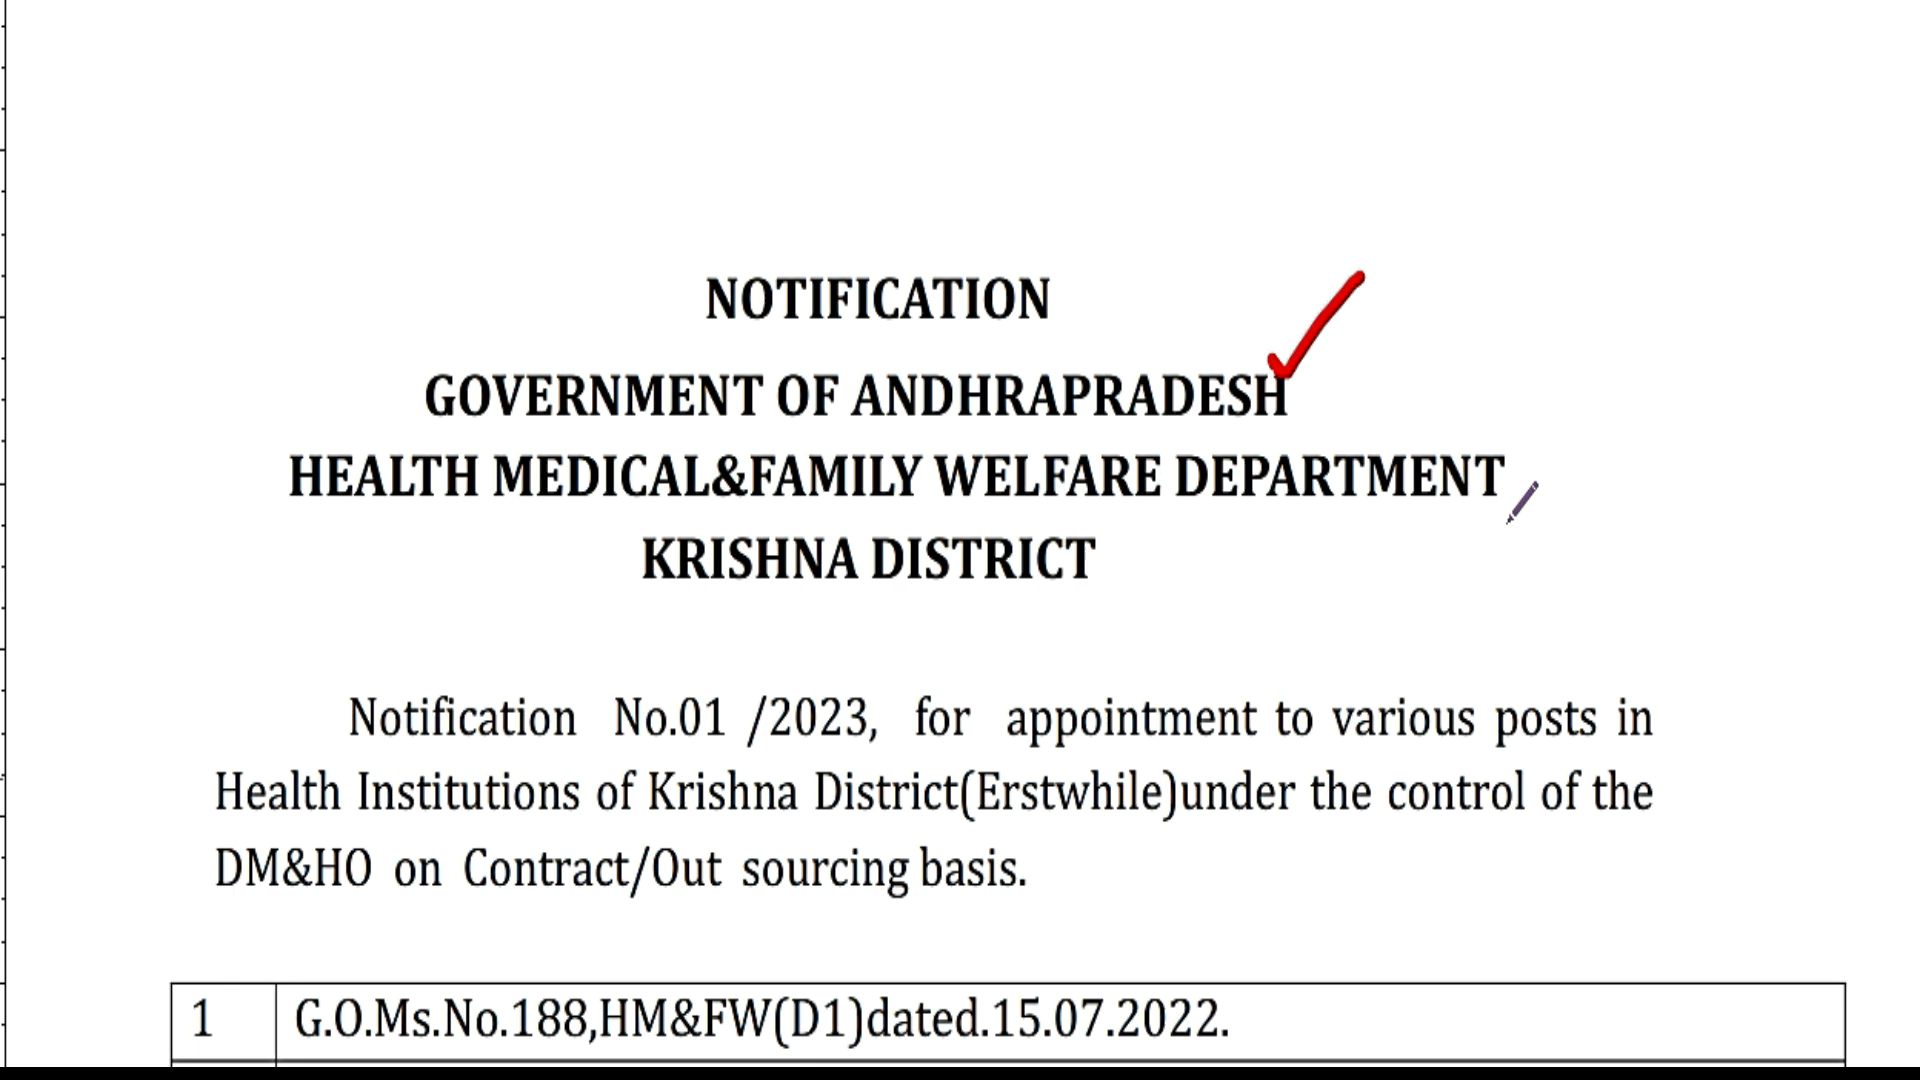 NOTIFICATION
GOVERNMENT OF ANDHRAPRADESH
HEALTH MEDICAL&FAMILY WELFARE DEPARTMENT
KRISHNA DISTRICT
Notification No.01 /2023, for appointment to various posts in
Health Institutions of Krishna District(Erstwhile)under the control of the
DM&HO on Contract/Out sourcing basis.
1 G.O.Ms.No.188,HM&FW(D1)dated.15.07.2022.